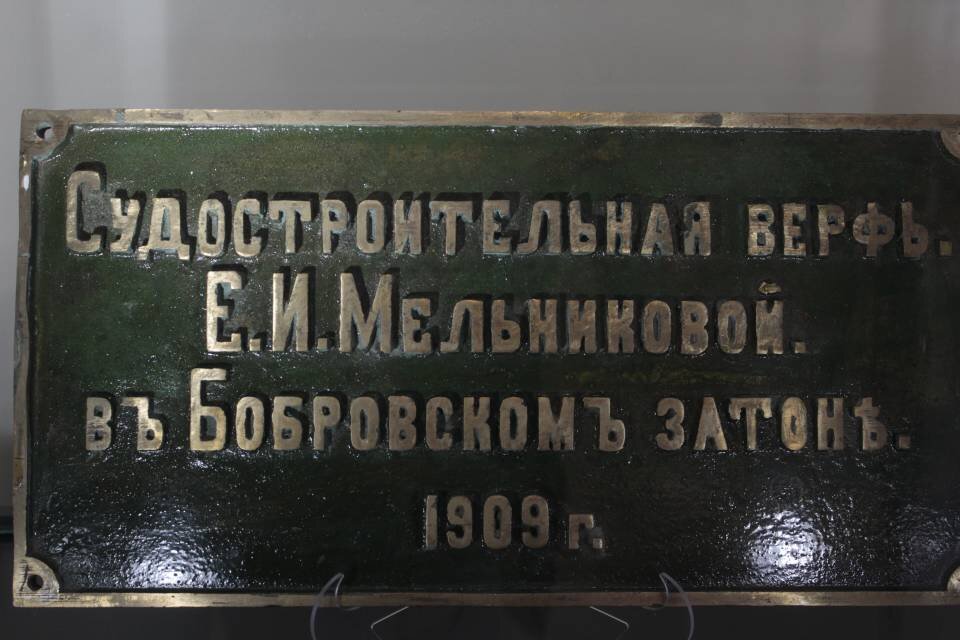 Судостроительная верфь.
Е.И.Мельниковой.
въ Бобровскомъ затонѣ.
1909 г.